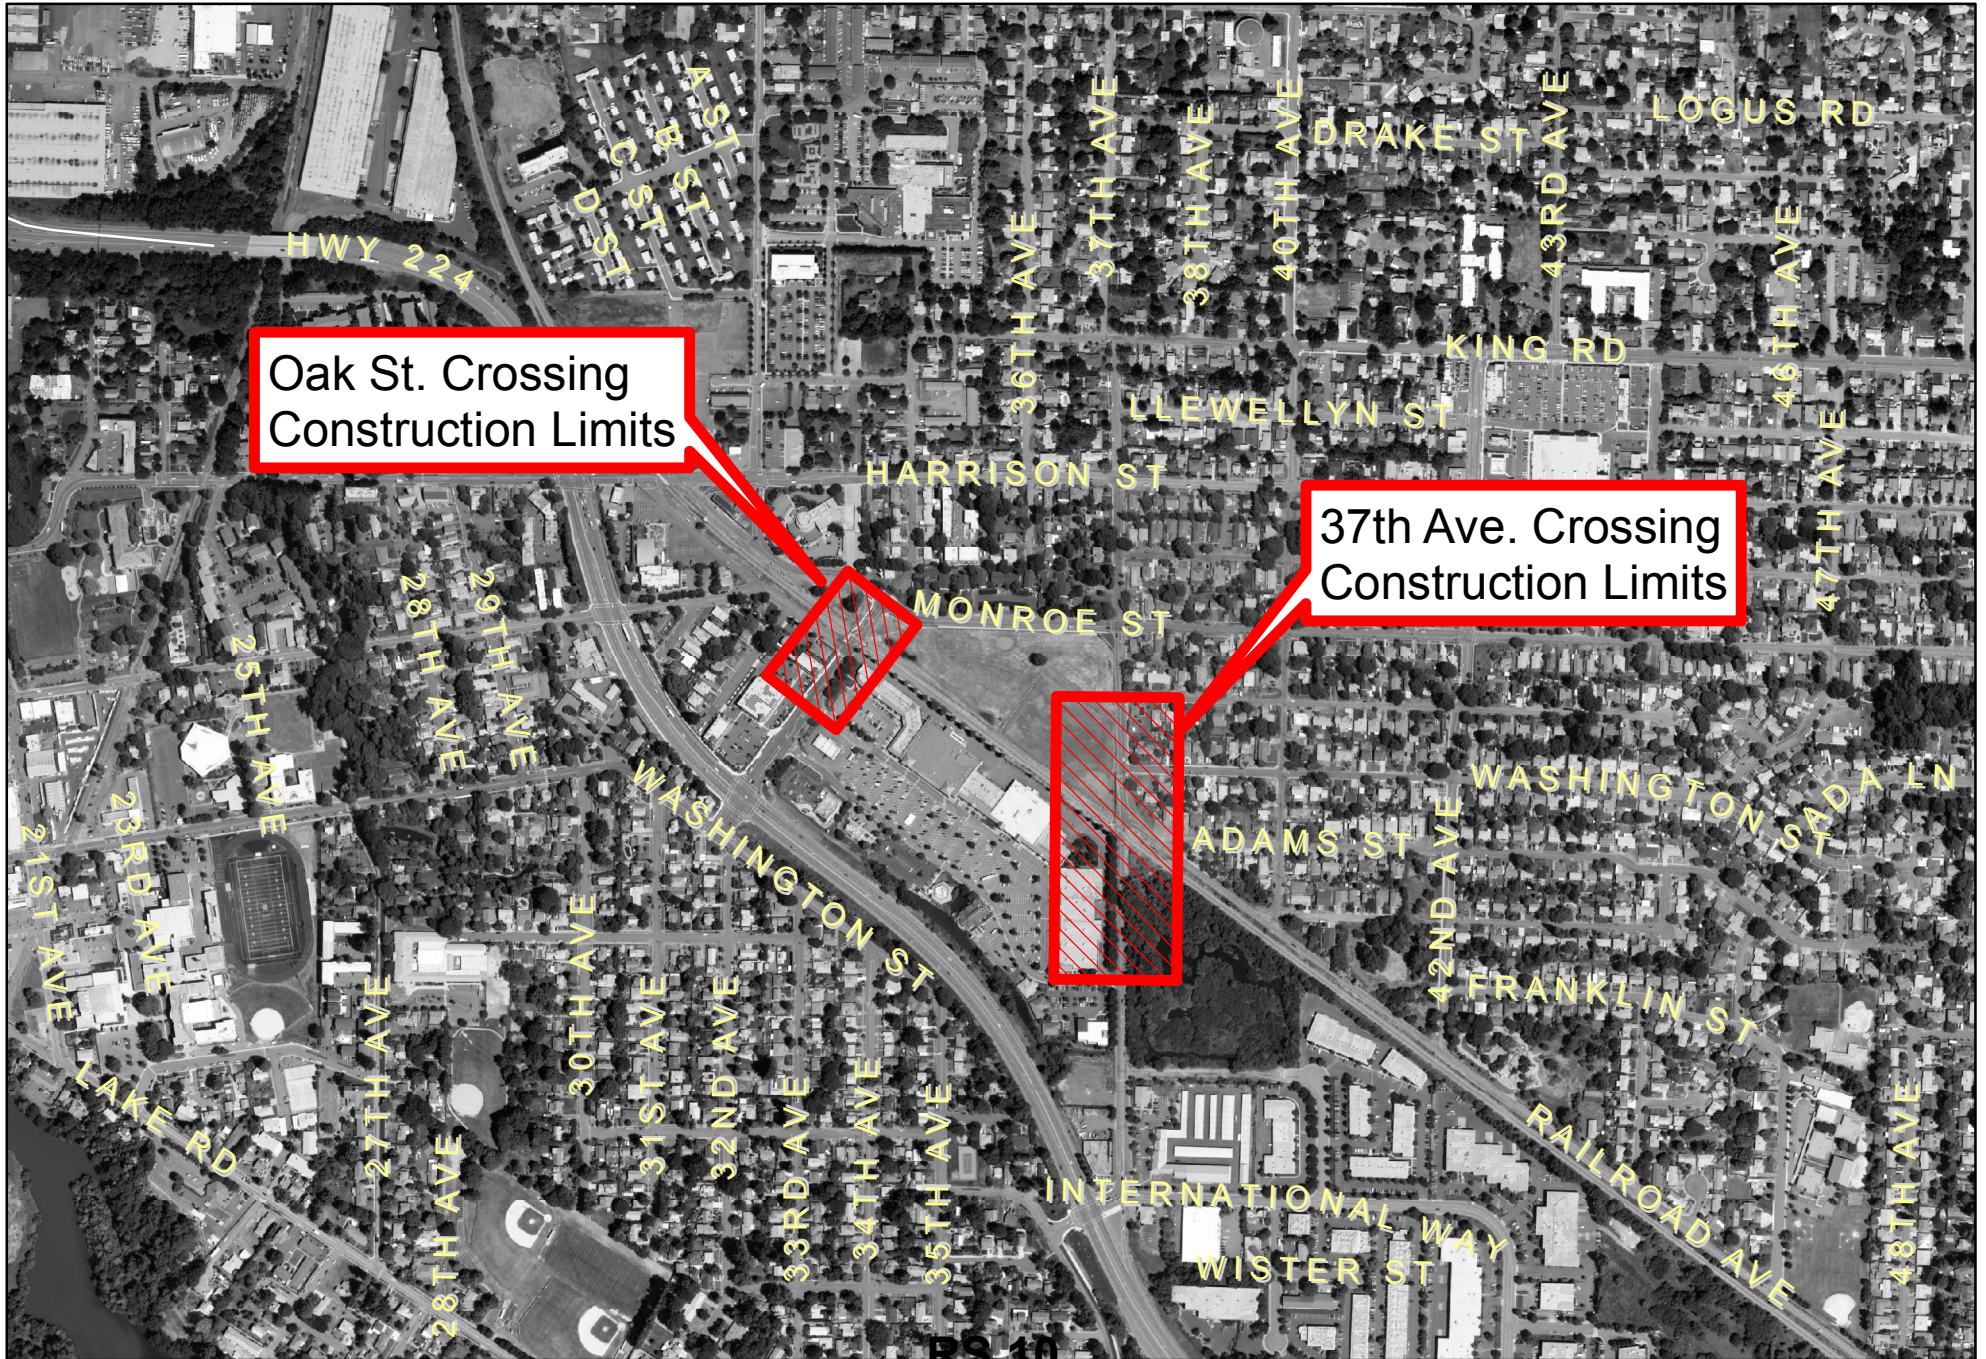 A ST
B ST
C ST
D ST
37TH AVE
38TH AVE
40TH AVE
DRAKE ST
43RD AVE
LOGUS RD
HWY 224
36TH AVE
46TH AVE
KING RD
Oak St. Crossing
Construction Limits
LLEWELLYN ST
HARRISON ST
47TH AVE
37th Ave. Crossing
Construction Limits
28TH AVE
29TH AVE
MONROE ST
25TH AVE
WASHINGTON ST
WASHINGTON ST
ADA LN
21ST AVE
23RD AVE
ADAMS ST
42ND AVE
30TH AVE
31ST AVE
32ND AVE
FRANKLIN ST
27TH AVE
LAKE RD
33RD AVE
34TH AVE
35TH AVE
RAILROAD AVE
48TH AVE
28TH AVE
INTERNATIONAL WAY
WISTER ST
RS 10